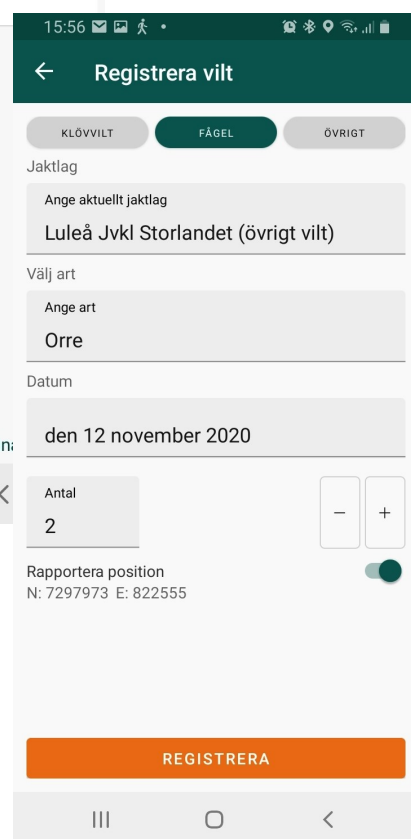 15:56
Registrera vilt
KLÖVVILT FÅGEL ÖVRIGT
Jaktlag
Ange aktuellt jaktlag
Luleå Jvkl Storlandet (övrigt vilt)
Välj art
Ange art
Orre
Datum
den 12 november 2020
Antal
2
− +
Rapportera position
N: 7297973 E: 822555
REGISTRERA